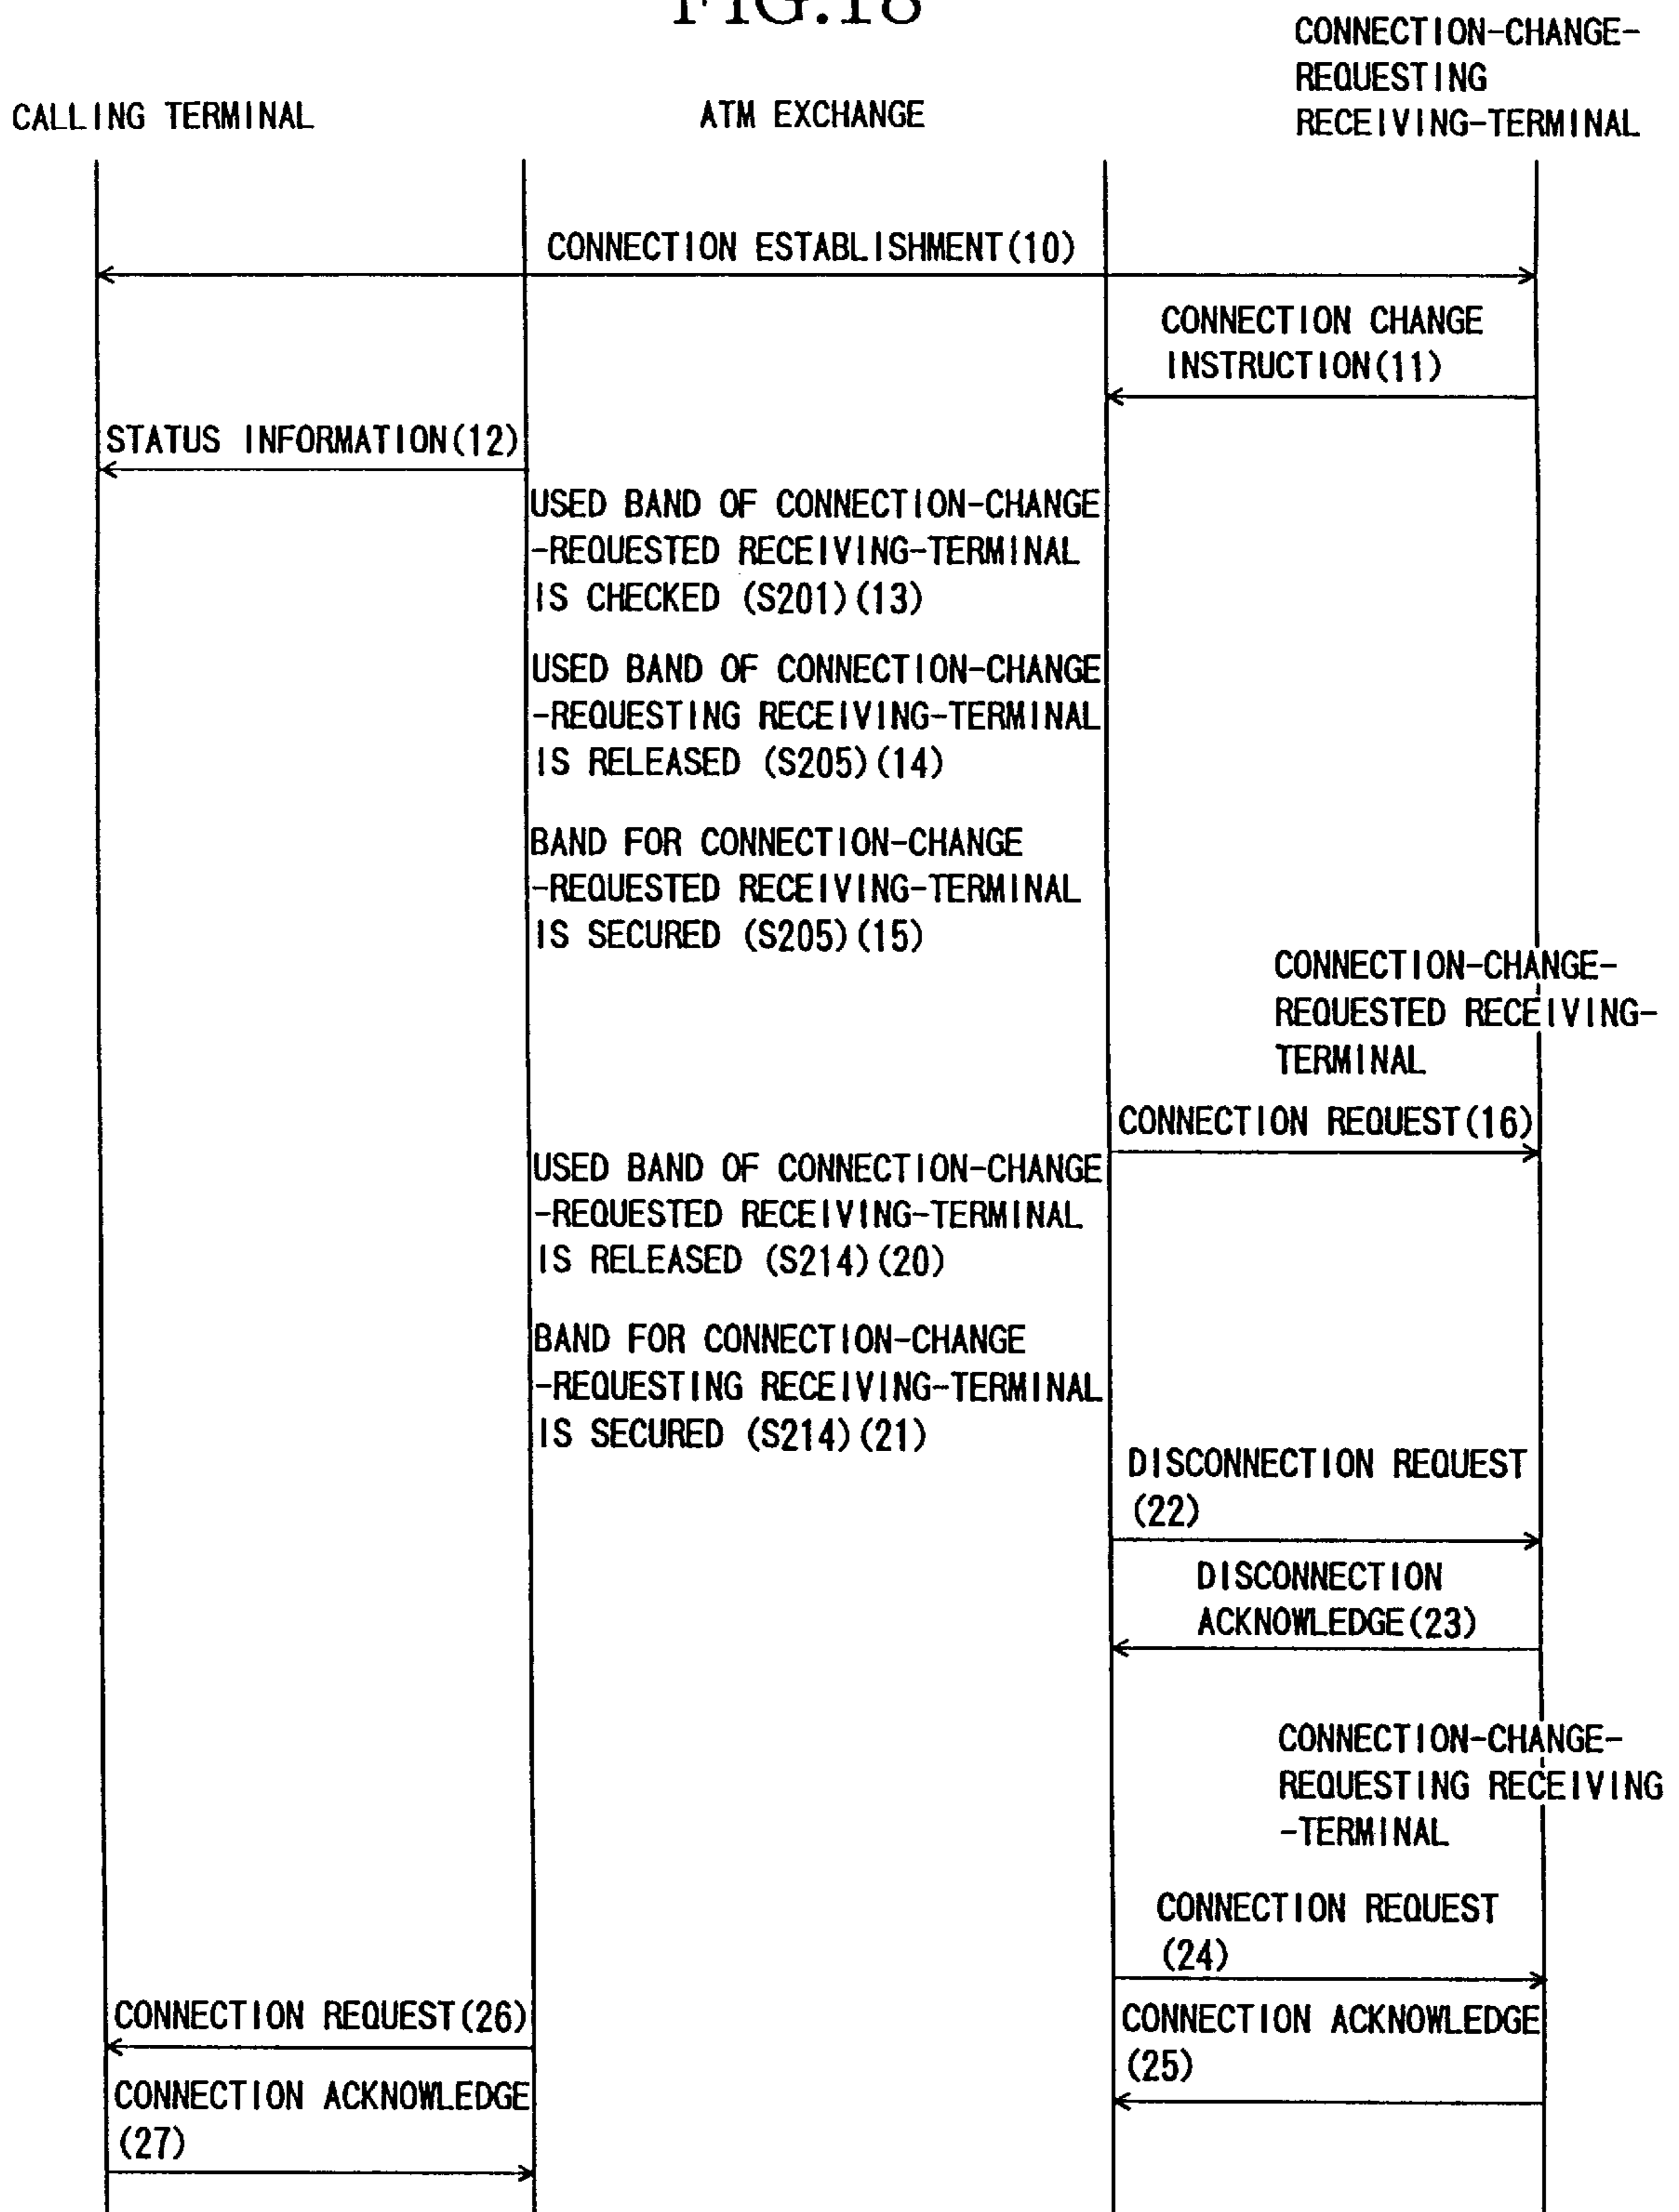 FIG.18
CONNECTION-CHANGE-
REQUESTING
RECEIVING-TERMINAL
CALLING TERMINAL
ATM EXCHANGE
CONNECTION ESTABLISHMENT(10)
CONNECTION CHANGE
INSTRUCTION(11)
STATUS INFORMATION(12)
USED BAND OF CONNECTION-CHANGE
-REQUESTED RECEIVING-TERMINAL
IS CHECKED (S201)(13)
USED BAND OF CONNECTION-CHANGE
-REQUESTING RECEIVING-TERMINAL
IS RELEASED (S205)(14)
BAND FOR CONNECTION-CHANGE
-REQUESTED RECEIVING-TERMINAL
IS SECURED (S205)(15)
CONNECTION-CHANGE-
REQUESTED RECEIVING-
TERMINAL
CONNECTION REQUEST(16)
USED BAND OF CONNECTION-CHANGE
-REQUESTED RECEIVING-TERMINAL
IS RELEASED (S214)(20)
BAND FOR CONNECTION-CHANGE
-REQUESTING RECEIVING-TERMINAL
IS SECURED (S214)(21)
DISCONNECTION REQUEST
(22)
DISCONNECTION
ACKNOWLEDGE(23)
CONNECTION-CHANGE-
REQUESTING RECEIVING
-TERMINAL
CONNECTION REQUEST
(24)
CONNECTION REQUEST(26)
CONNECTION ACKNOWLEDGE
(25)
CONNECTION ACKNOWLEDGE
(27)